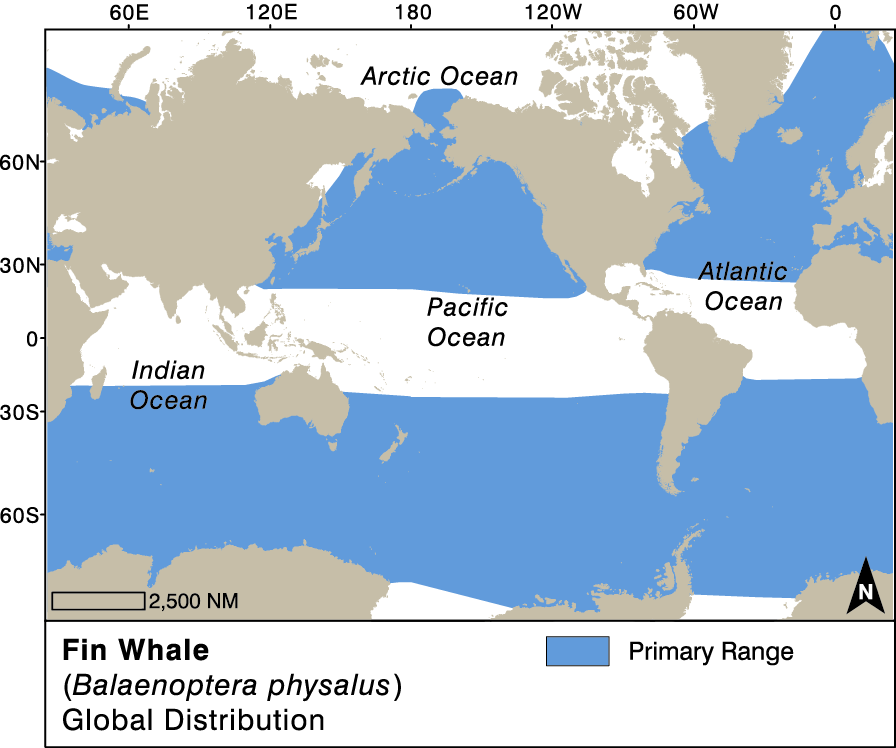 60E 120E 180 120W 60W 0
Arctic Ocean
60N
30N
Atlantic
Ocean
Pacific
Ocean
0
Indian
Ocean
30S
60S
N
2,500 NM
Fin Whale
Primary Range
(Balaenoptera physalus)
Global Distribution